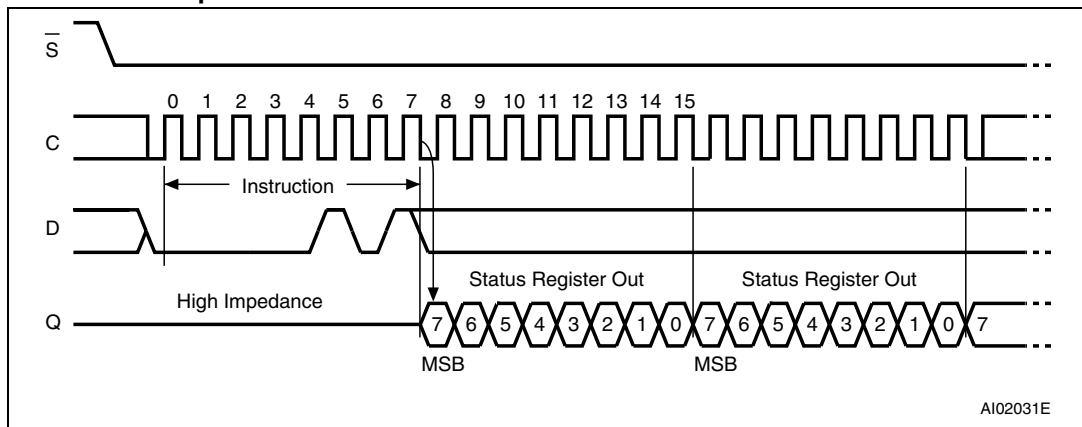 S
0 1 2 3 4 5 6 7 8 9 10 11 12 13 14 15
C
Instruction
D
Status Register Out Status Register Out
High Impedance
Q 7 6 5 4 3 2 1 0 7 6 5 4 3 2 1 0 7
MSB MSB
AI02031E